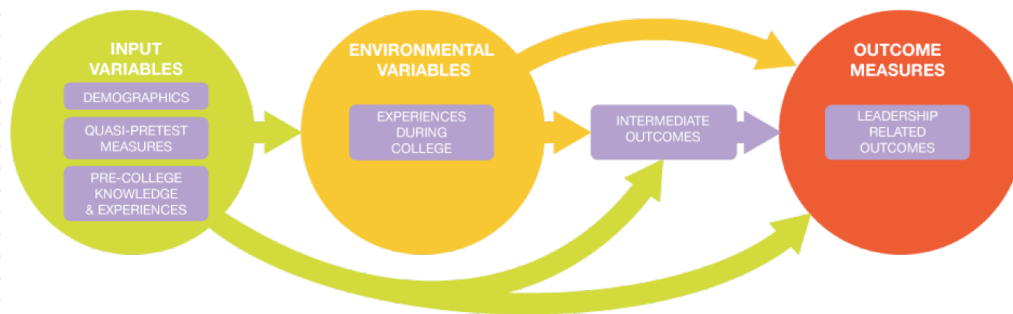 INPUT
VARIABLES
DEMOGRAPHICS
QUASI-PRETEST
MEASURES
PRE-COLLEGE
KNOWLEDGE
& EXPERIENCES
ENVIRONMENTAL
VARIABLES
EXPERIENCES
DURING
COLLEGE
INTERMEDIATE
OUTCOMES
OUTCOME
MEASURES
LEADERSHIP
RELATED
OUTCOMES